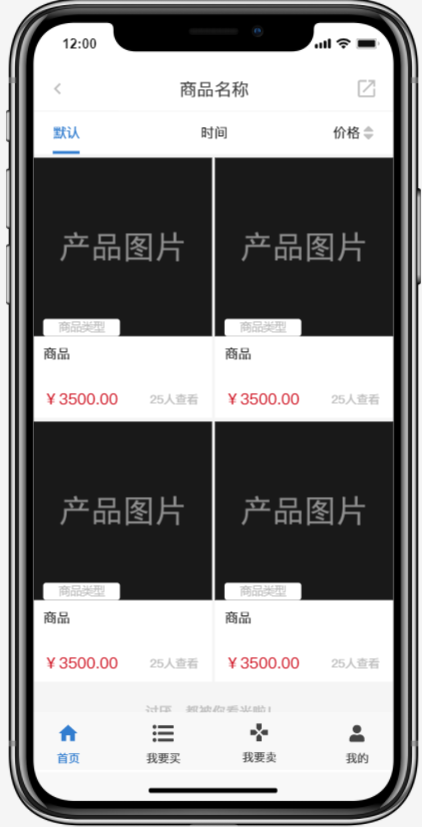 12:00
商品名称
默认 时间 价格
产品图片 产品图片
商品类型 商品类型
商品 商品
¥3500.00 25人查看 ¥3500.00 25人查看
产品图片 产品图片
商品类型 商品类型
商品 商品
¥3500.00 25人查看 ¥3500.00 25人查看
首页 我要买 我要卖 我的